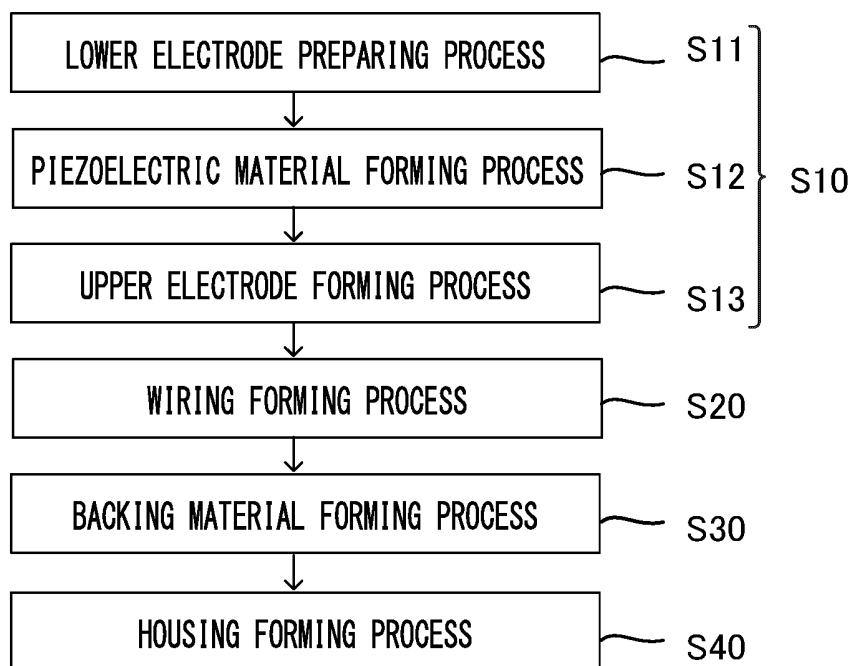 LOWER ELECTRODE PREPARING PROCESS S11
PIEZOELECTRIC MATERIAL FORMING PROCESS S12 S10
UPPER ELECTRODE FORMING PROCESS S13
WIRING FORMING PROCESS S20
BACKING MATERIAL FORMING PROCESS S30
HOUSING FORMING PROCESS S40